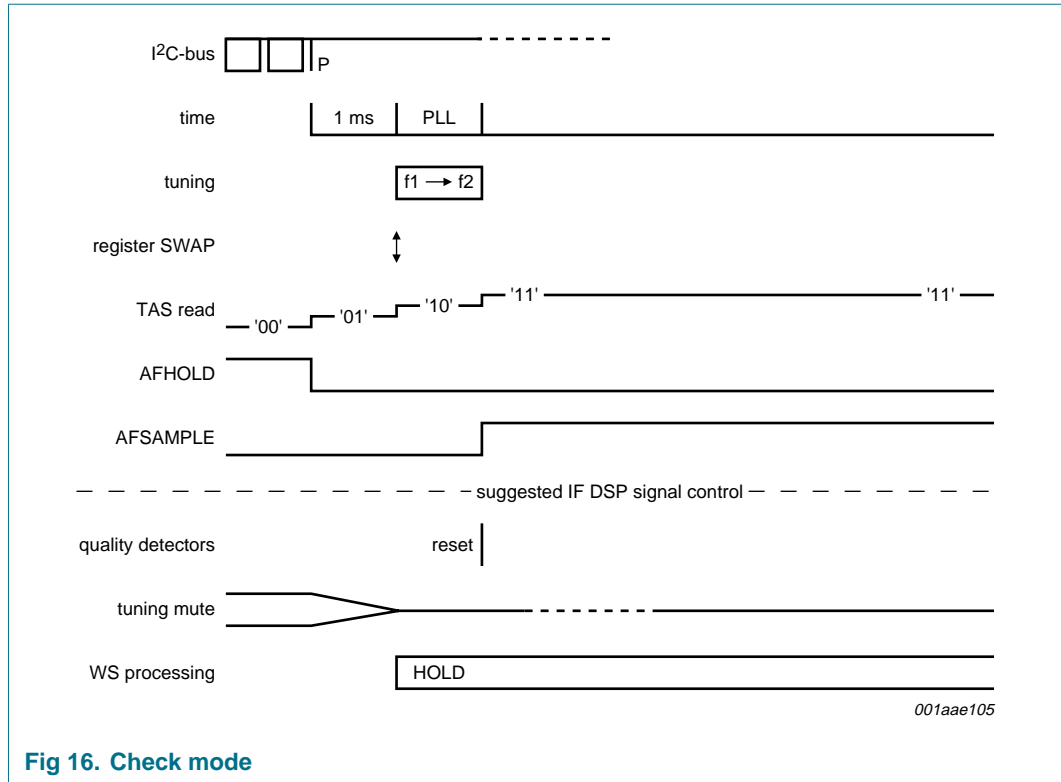 I²C-bus
P
time 1 ms PLL
tuning f1 → f2
register SWAP
TAS read '00' '01' '10' '11' '11'
AFHOLD
AFSAMPLE
suggested IF DSP signal control
quality detectors reset
tuning mute
WS processing HOLD
001aae105
Fig 16. Check mode